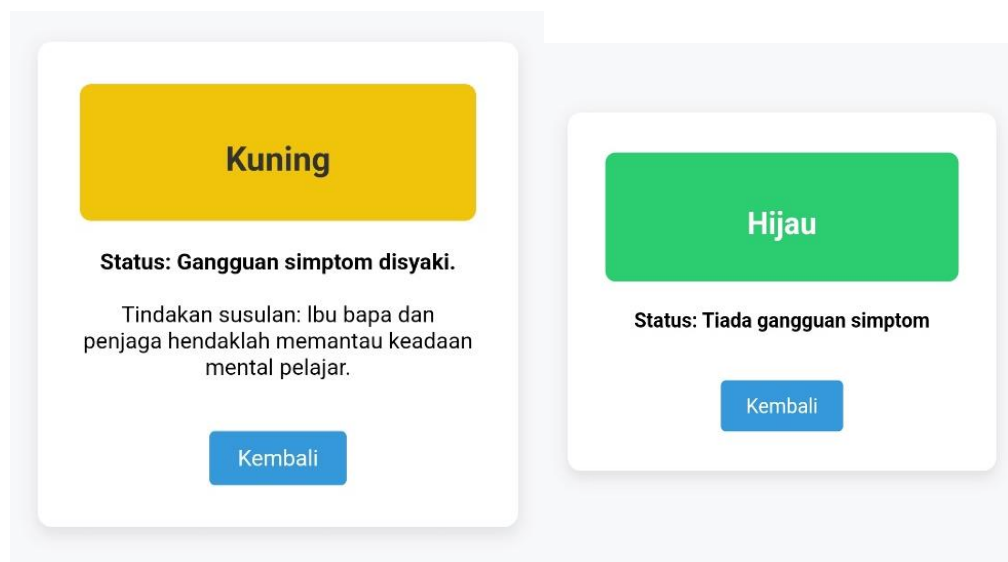 Kuning
Status: Gangguan simptom disyaki.
Tindakan susulan: Ibu bapa dan
penjaga hendaklah memantau keadaan
mental pelajar.
Kembali
Hijau
Status: Tiada gangguan simptom
Kembali